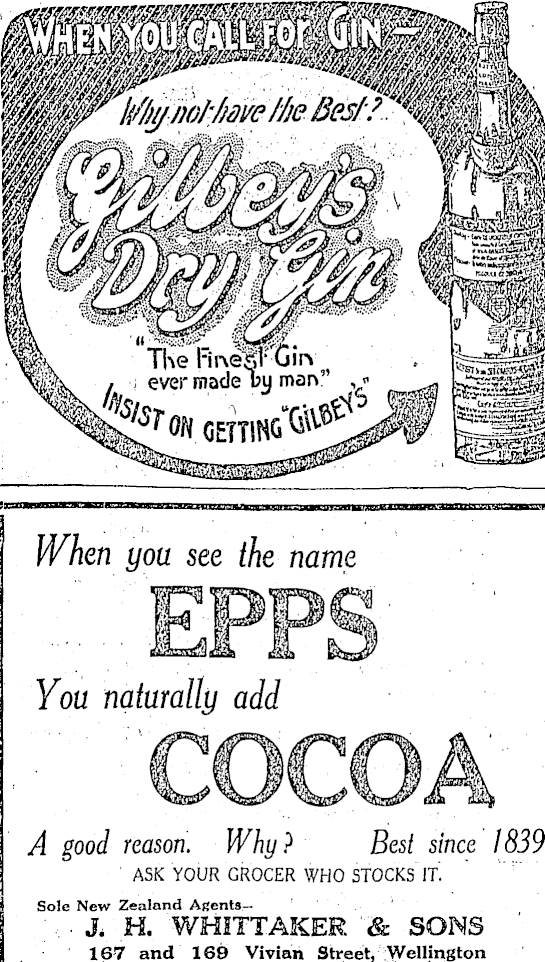 WHEN YOU CALL FOR GIN —
Why not have the Best?
Gilbey's
Dry Gin
"The Finest Gin
ever made by man."
INSIST ON GETTING "GILBEY'S"
When you see the name
EPPS
You naturally add
COCOA
A good reason. Why? Best since 1839
ASK YOUR GROCER WHO STOCKS IT.
Sole New Zealand Agents—
J. H. WHITTAKER & SONS
167 and 169 Vivian Street, Wellington